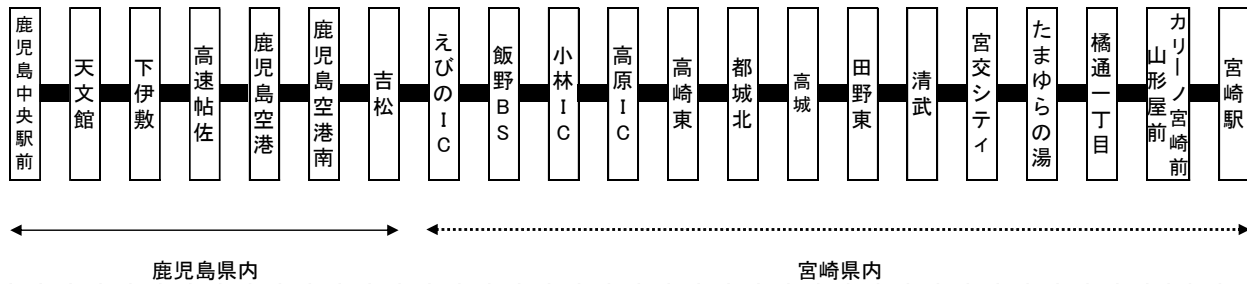 鹿児島中央駅前
天文館
下伊敷
高速帖佐
鹿児島空港
鹿児島空港南
吉松
えびのIC
飯野BS
小林IC
高原IC
高崎東
都城北
高城
田野東
清武
宮交シティ
たまゆらの湯
橘通一丁目
カリーノ宮崎前
山形屋前
宮崎駅
鹿児島県内
宮崎県内